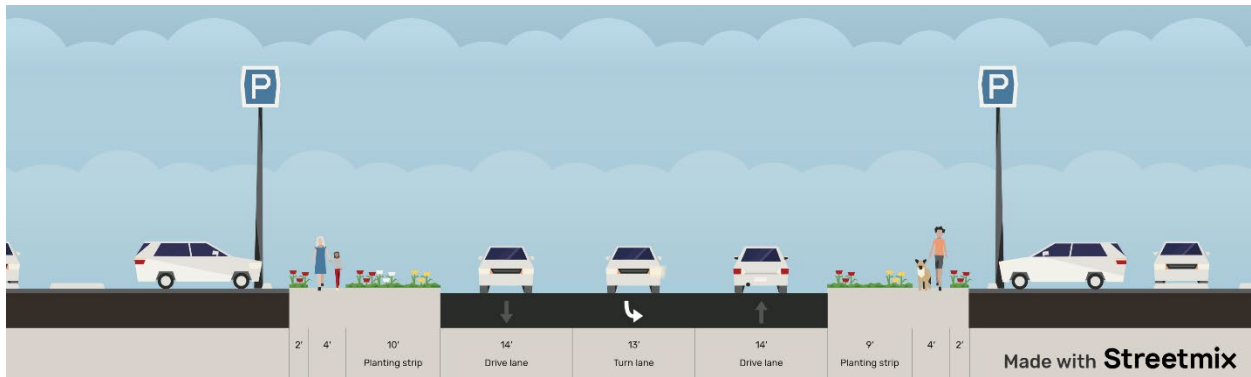 P
P
2'
4'
10'
Planting strip
14'
Drive lane
13'
Turn lane
14'
Drive lane
9'
Planting strip
4'
2'
Made with Streetmix